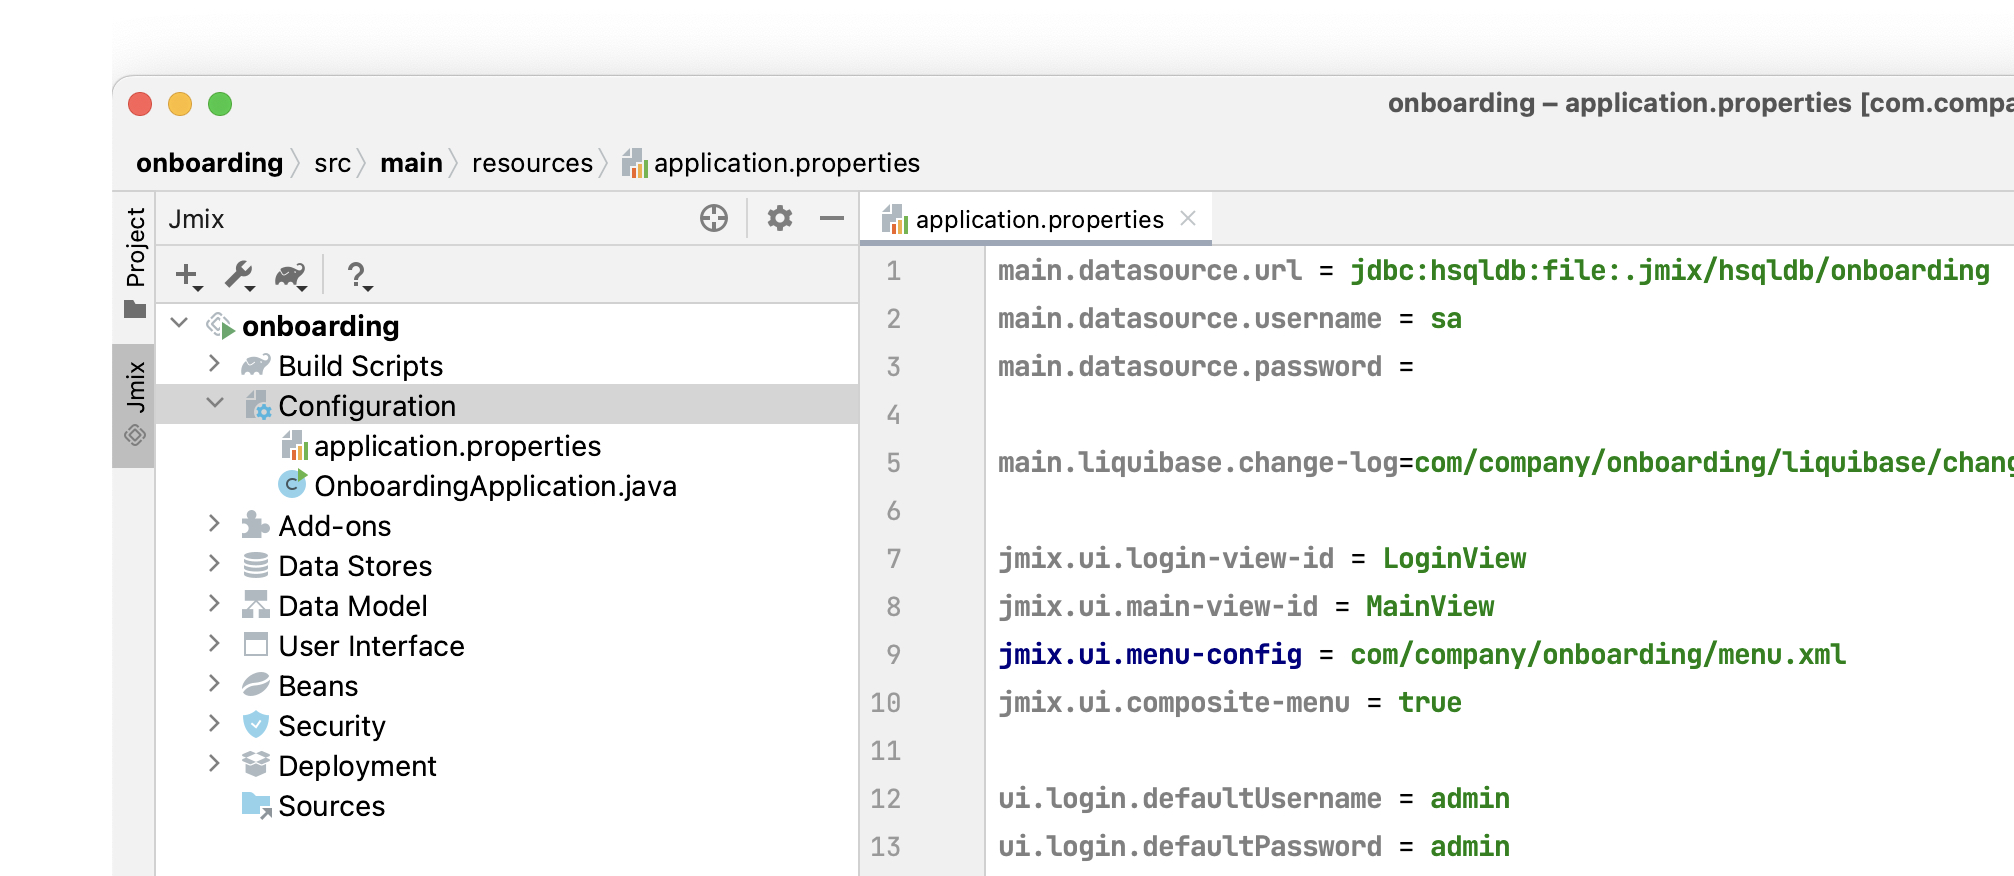 onboarding – application.properties [com.compa
onboarding src main resources application.properties
Project
Jmix
Jmix
?
onboarding
Build Scripts
Configuration
application.properties
OnboardingApplication.java
Add-ons
Data Stores
Data Model
User Interface
Beans
Security
Deployment
Sources
application.properties
1 main.datasource.url = jdbc:hsqldb:file:.jmix/hsqldb/onboarding
2 main.datasource.username = sa
3 main.datasource.password =
4
5 main.liquibase.change-log=com/company/onboarding/liquibase/chang
6
7 jmix.ui.login-view-id = LoginView
8 jmix.ui.main-view-id = MainView
9 jmix.ui.menu-config = com/company/onboarding/menu.xml
10 jmix.ui.composite-menu = true
11
12 ui.login.defaultUsername = admin
13 ui.login.defaultPassword = admin